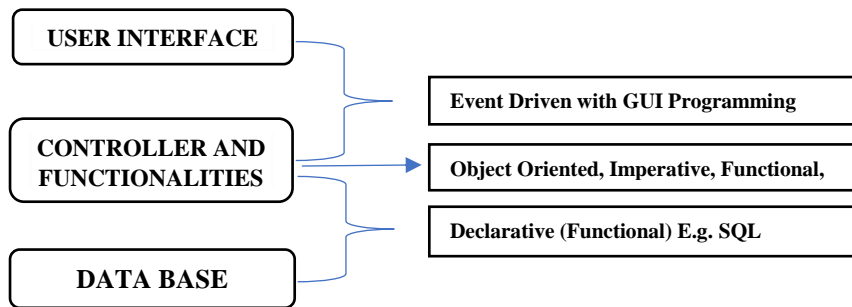 USER INTERFACE
Event Driven with GUI Programming
CONTROLLER AND
FUNCTIONALITIES
Object Oriented, Imperative, Functional,
Declarative (Functional) E.g. SQL
DATA BASE